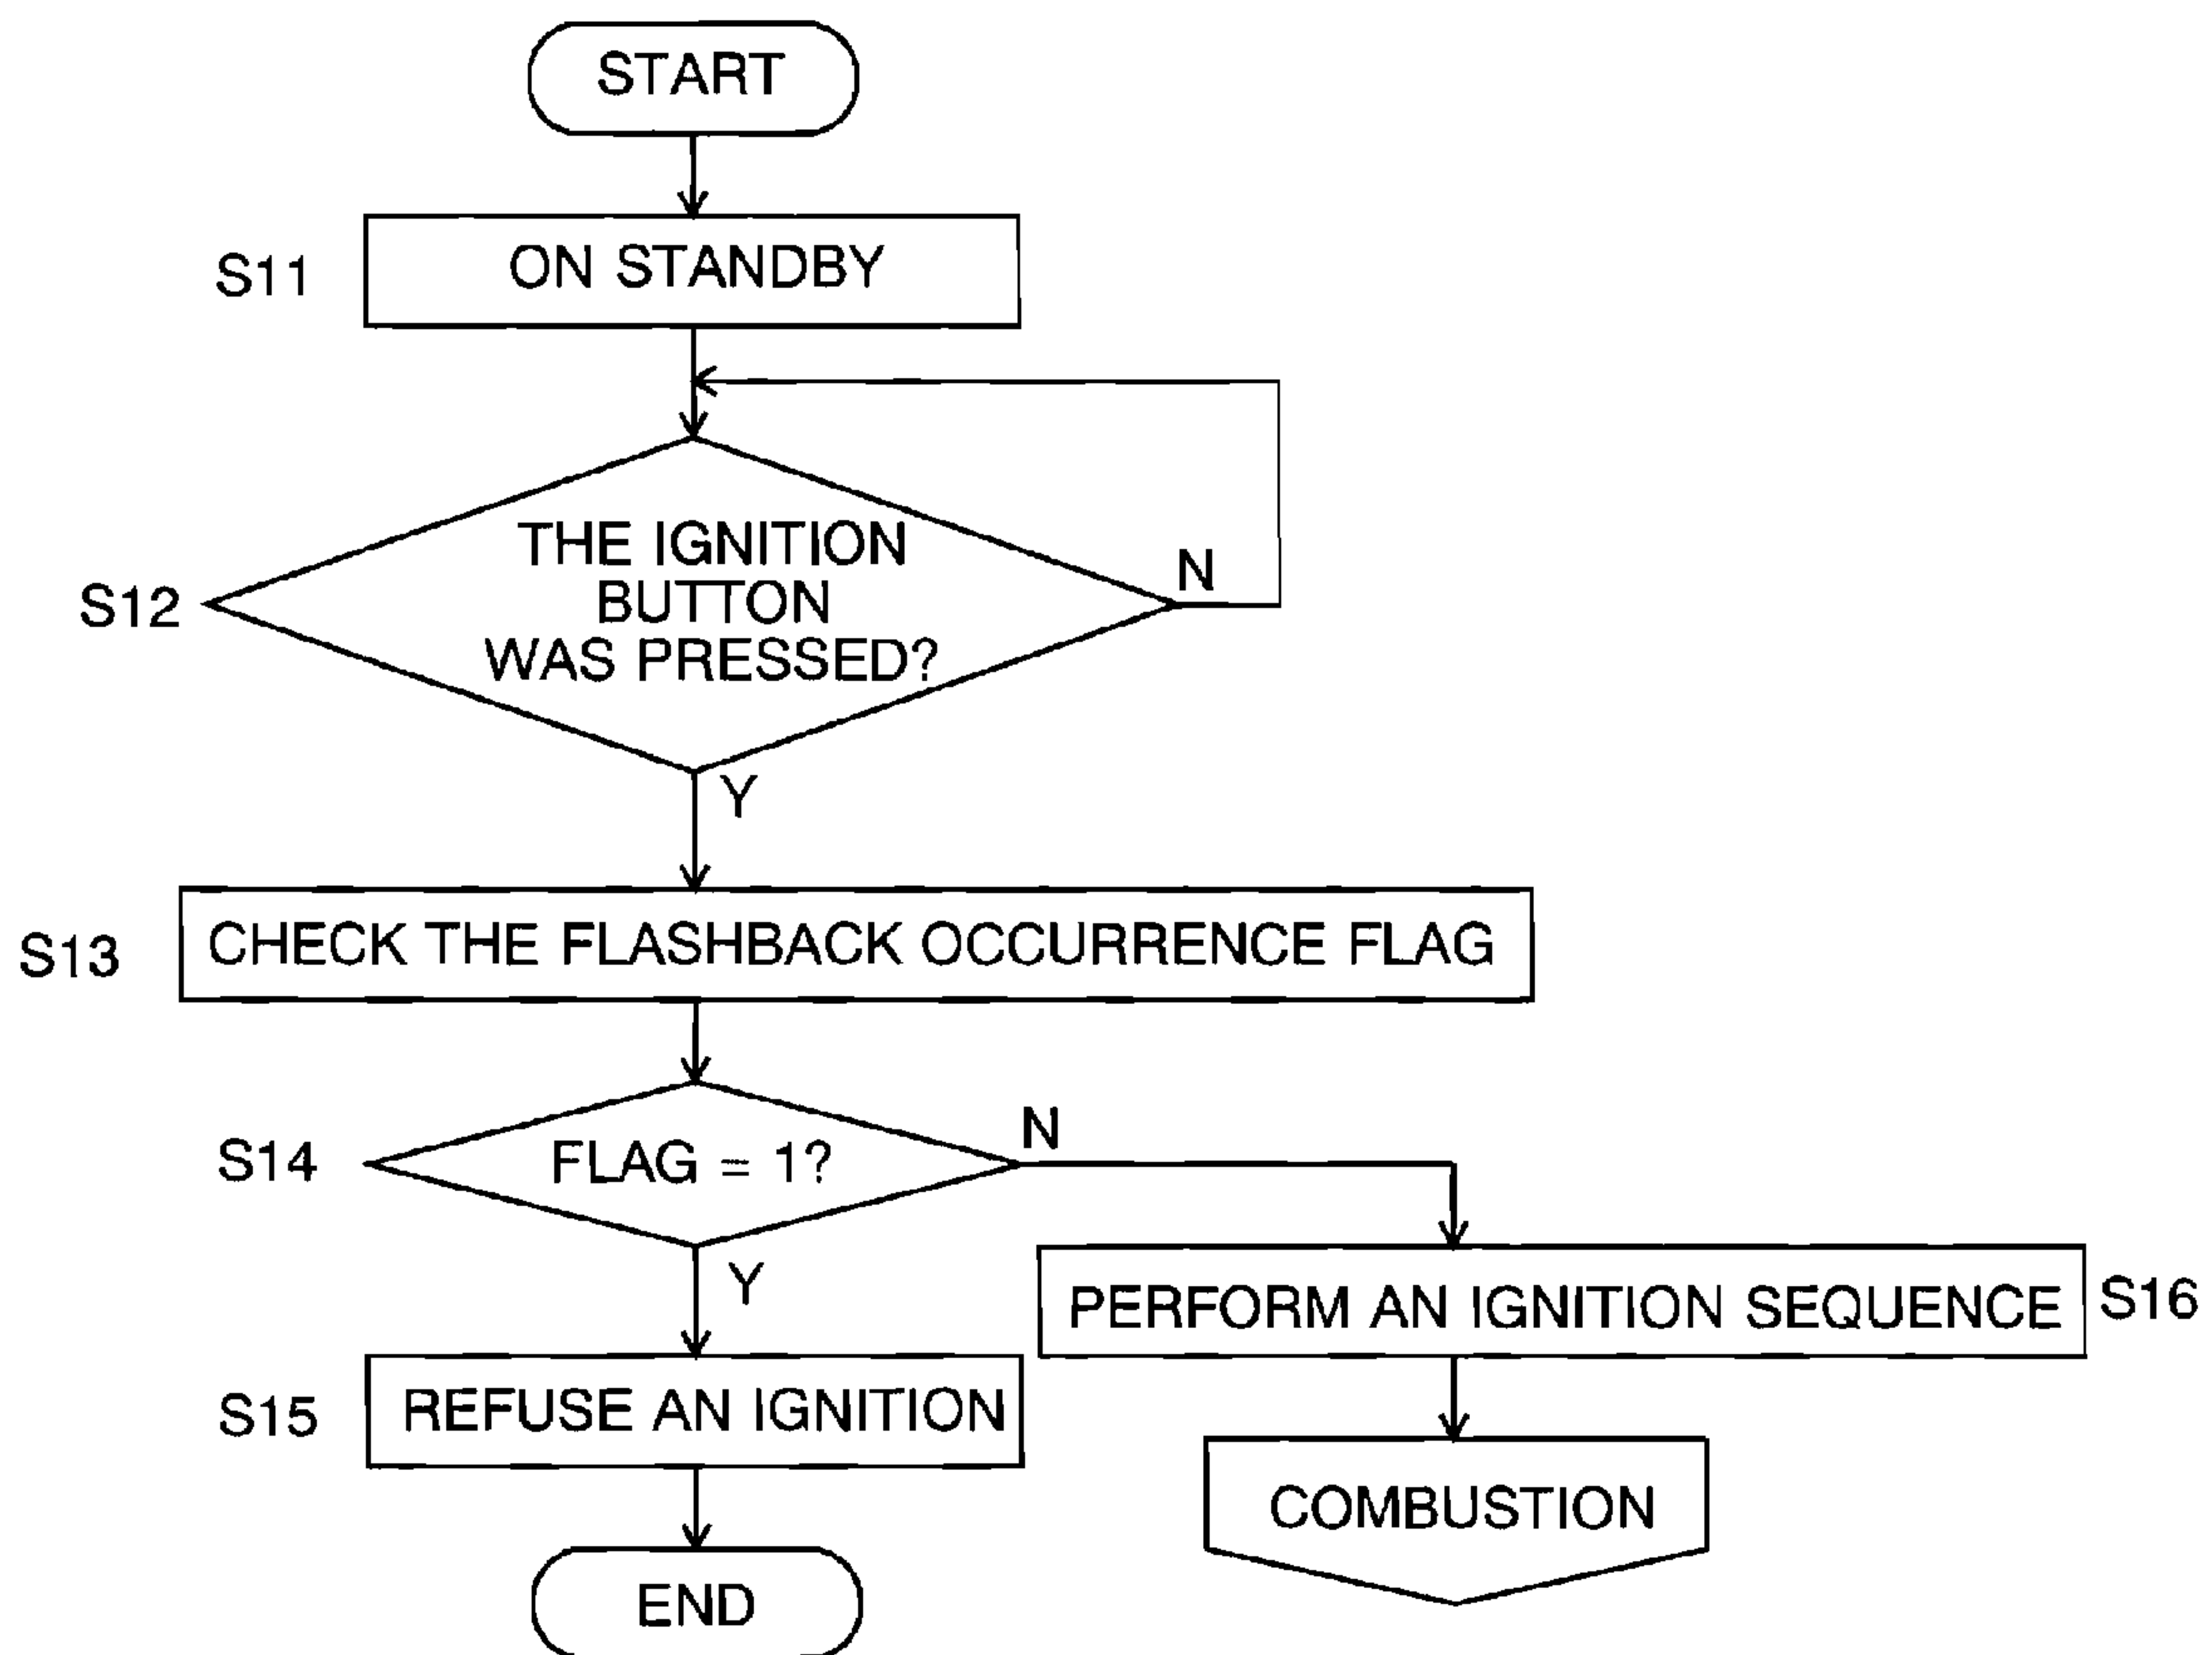 START
S11
ON STANDBY
S12
THE IGNITION
BUTTON
WAS PRESSED?
N
Y
S13
CHECK THE FLASHBACK OCCURRENCE FLAG
S14
FLAG = 1?
N
Y
PERFORM AN IGNITION SEQUENCE
S16
S15
REFUSE AN IGNITION
COMBUSTION
END